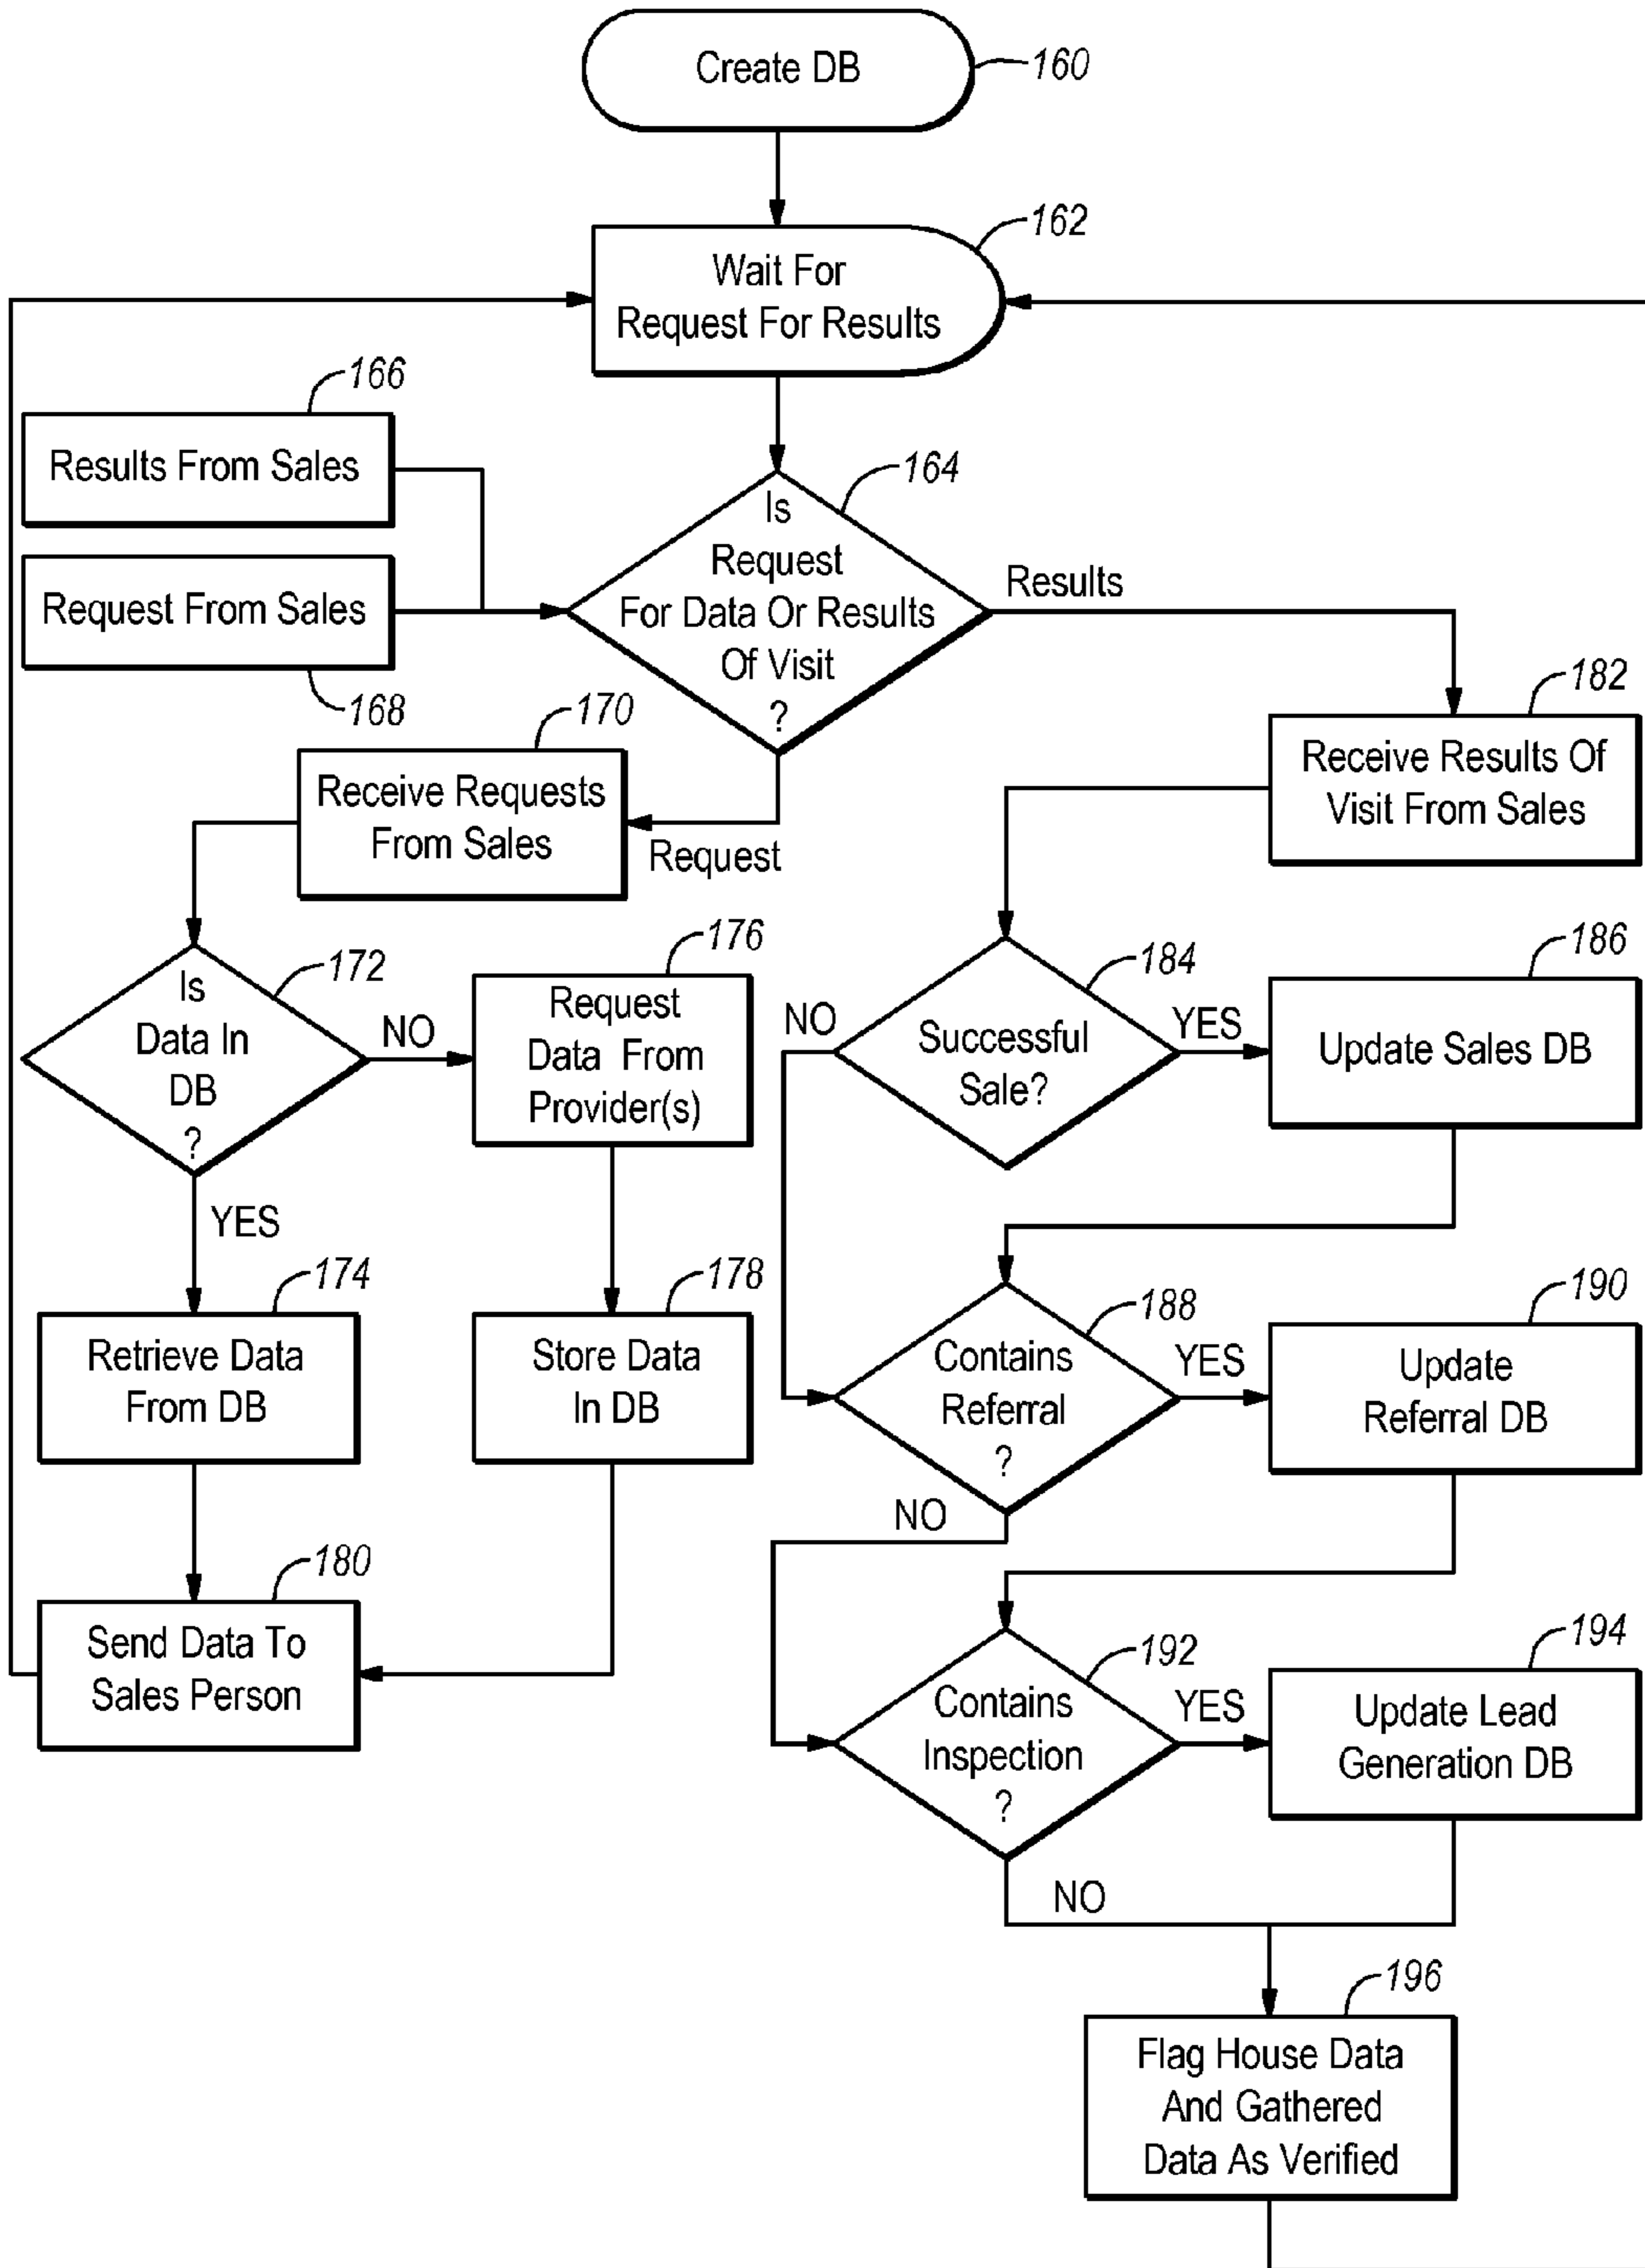 Create DB
160
162
Wait For
Request For Results
166
Results From Sales
164
Is
Request
For Data Or Results
Of Visit
?
Results
Request From Sales
168
170
Receive Requests
From Sales
Request
182
Receive Results Of
Visit From Sales
172
Is
Data In
DB
?
NO
176
Request
Data From
Provider(s)
184
NO
Successful
Sale?
YES
186
Update Sales DB
YES
174
Retrieve Data
From DB
178
Store Data
In DB
188
Contains
Referral
?
YES
190
Update
Referral DB
NO
180
Send Data To
Sales Person
192
Contains
Inspection
?
YES
194
Update Lead
Generation DB
NO
196
Flag House Data
And Gathered
Data As Verified